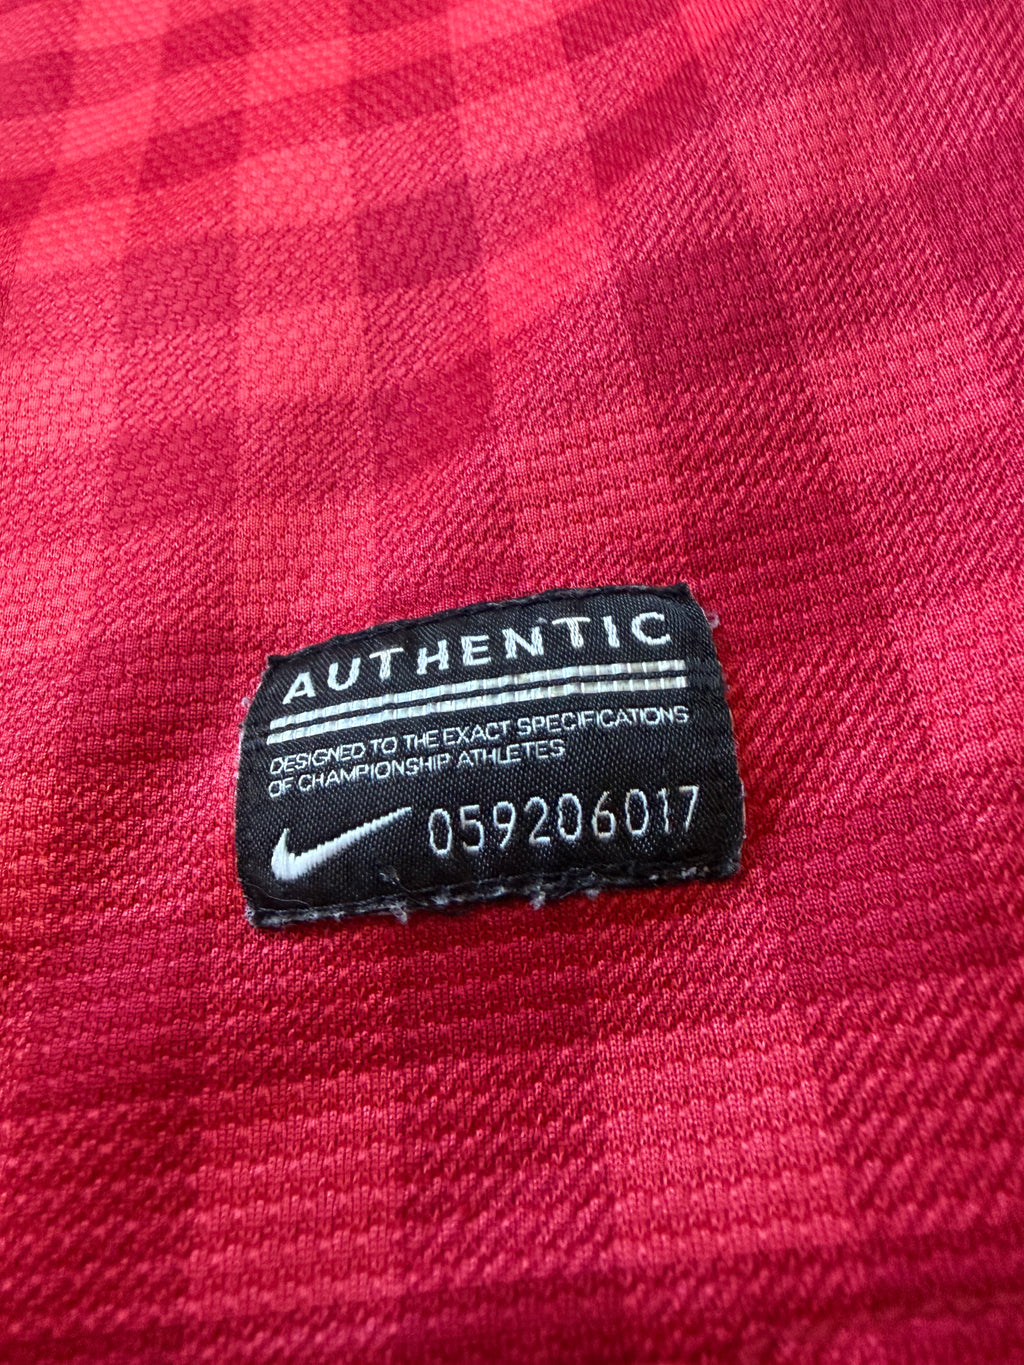 AUTHENTIC
DESIGNED TO THE EXACT SPECIFICATIONS
OF CHAMPIONSHIP ATHLETES
059206017